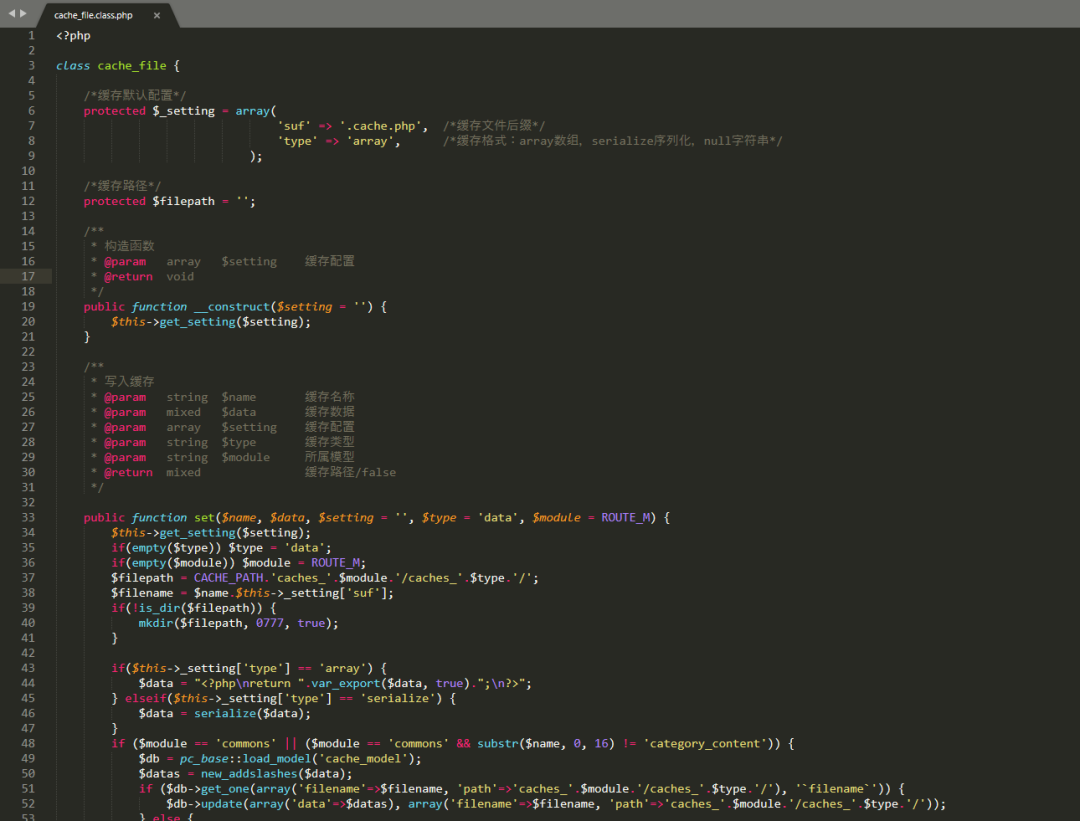 cache_file.class.php ×
1 <?php
2
3 class cache_file {
4
5 /*缓存默认配置*/
6 protected $_setting = array(
7 'suf' => '.cache.php', /*缓存文件后缀*/
8 'type' => 'array', /*缓存格式：array数组，serialize序列化，null字符串*/
9 );
10
11 /*缓存路径*/
12 protected $filepath = '';
13
14 /**
15 * 构造函数
16 * @param array $setting 缓存配置
17 * @return void
18 */
19 public function __construct($setting = '') {
20 $this->get_setting($setting);
21 }
22
23 /**
24 * 写入缓存
25 * @param string $name 缓存名称
26 * @param mixed $data 缓存数据
27 * @param array $setting 缓存配置
28 * @param string $type 缓存类型
29 * @param string $module 所属模型
30 * @return mixed 缓存路径/false
31 */
32
33 public function set($name, $data, $setting = '', $type = 'data', $module = ROUTE_M) {
34 $this->get_setting($setting);
35 if(empty($type)) $type = 'data';
36 if(empty($module)) $module = ROUTE_M;
37 $filepath = CACHE_PATH.'caches_'.$module.'/caches_'.$type.'/';
38 $filename = $name.$this->_setting['suf'];
39 if(!is_dir($filepath)) {
40 mkdir($filepath, 0777, true);
41 }
42
43 if($this->_setting['type'] == 'array') {
44 $data = "<?php\nreturn ".var_export($data, true).";\n?>";
45 } elseif($this->_setting['type'] == 'serialize') {
46 $data = serialize($data);
47 }
48 if ($module == 'commons' || ($module == 'commons' && substr($name, 0, 16) != 'category_content')) {
49 $db = pc_base::load_model('cache_model');
50 $datas = new_addslashes($data);
51 if ($db->get_one(array('filename'=>$filename, 'path'=>'caches_'.$module.'/caches_'.$type.'/'), '`filename`')) {
52 $db->update(array('data'=>$datas), array('filename'=>$filename, 'path'=>'caches_'.$module.'/caches_'.$type.'/'));
53 } else {